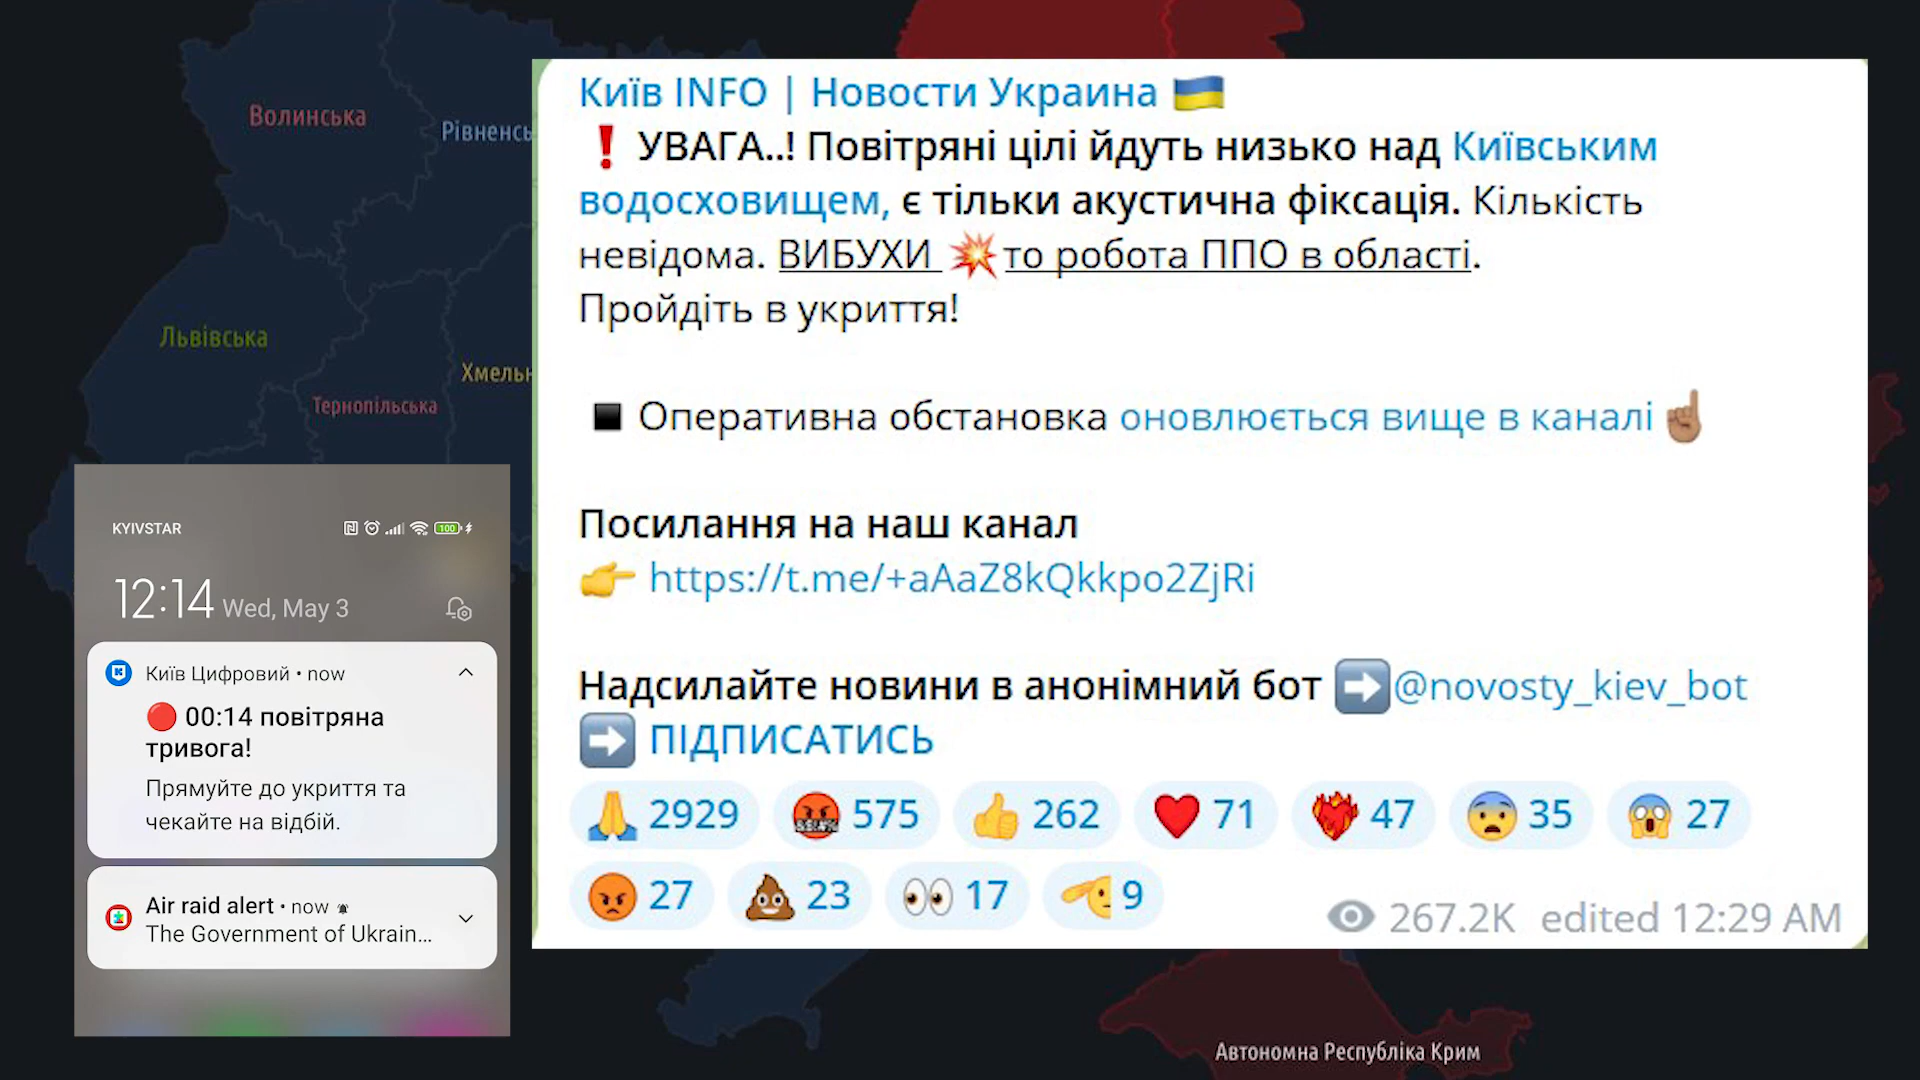 Волинська
Львівська
Тернопільська
KYIVSTAR
100
12:14 Wed, May 3
Київ Цифровий • now
🔴 00:14 повітряна
тривога!
Прямуйте до укриття та
чекайте на відбій.
Air raid alert • now
The Government of Ukrain...
Київ INFO | Новости Украина 🇺🇦
❗ УВАГА..! Повітряні цілі йдуть низько над Київським
водосховищем, є тільки акустична фіксація. Кількість
невідома. ВИБУХИ 💥то робота ППО в області.
Пройдіть в укриття!
◾ Оперативна обстановка оновлюється вище в каналі☝🏽
Посилання на наш канал
👉 https://t.me/+aAaZ8kQkkpo2ZjRi
Надсилайте новини в анонімний бот ➡️@novosty_kiev_bot
➡️ ПІДПИСАТИСЬ
🙏 2929 🤬 575 👍 262 ❤️ 71 ❤️‍🔥 47 😨 35 😱 27
😡 27 💩 23 👀 17 🫡 9
267.2K edited 12:29 AM
Автономна Республіка Крим